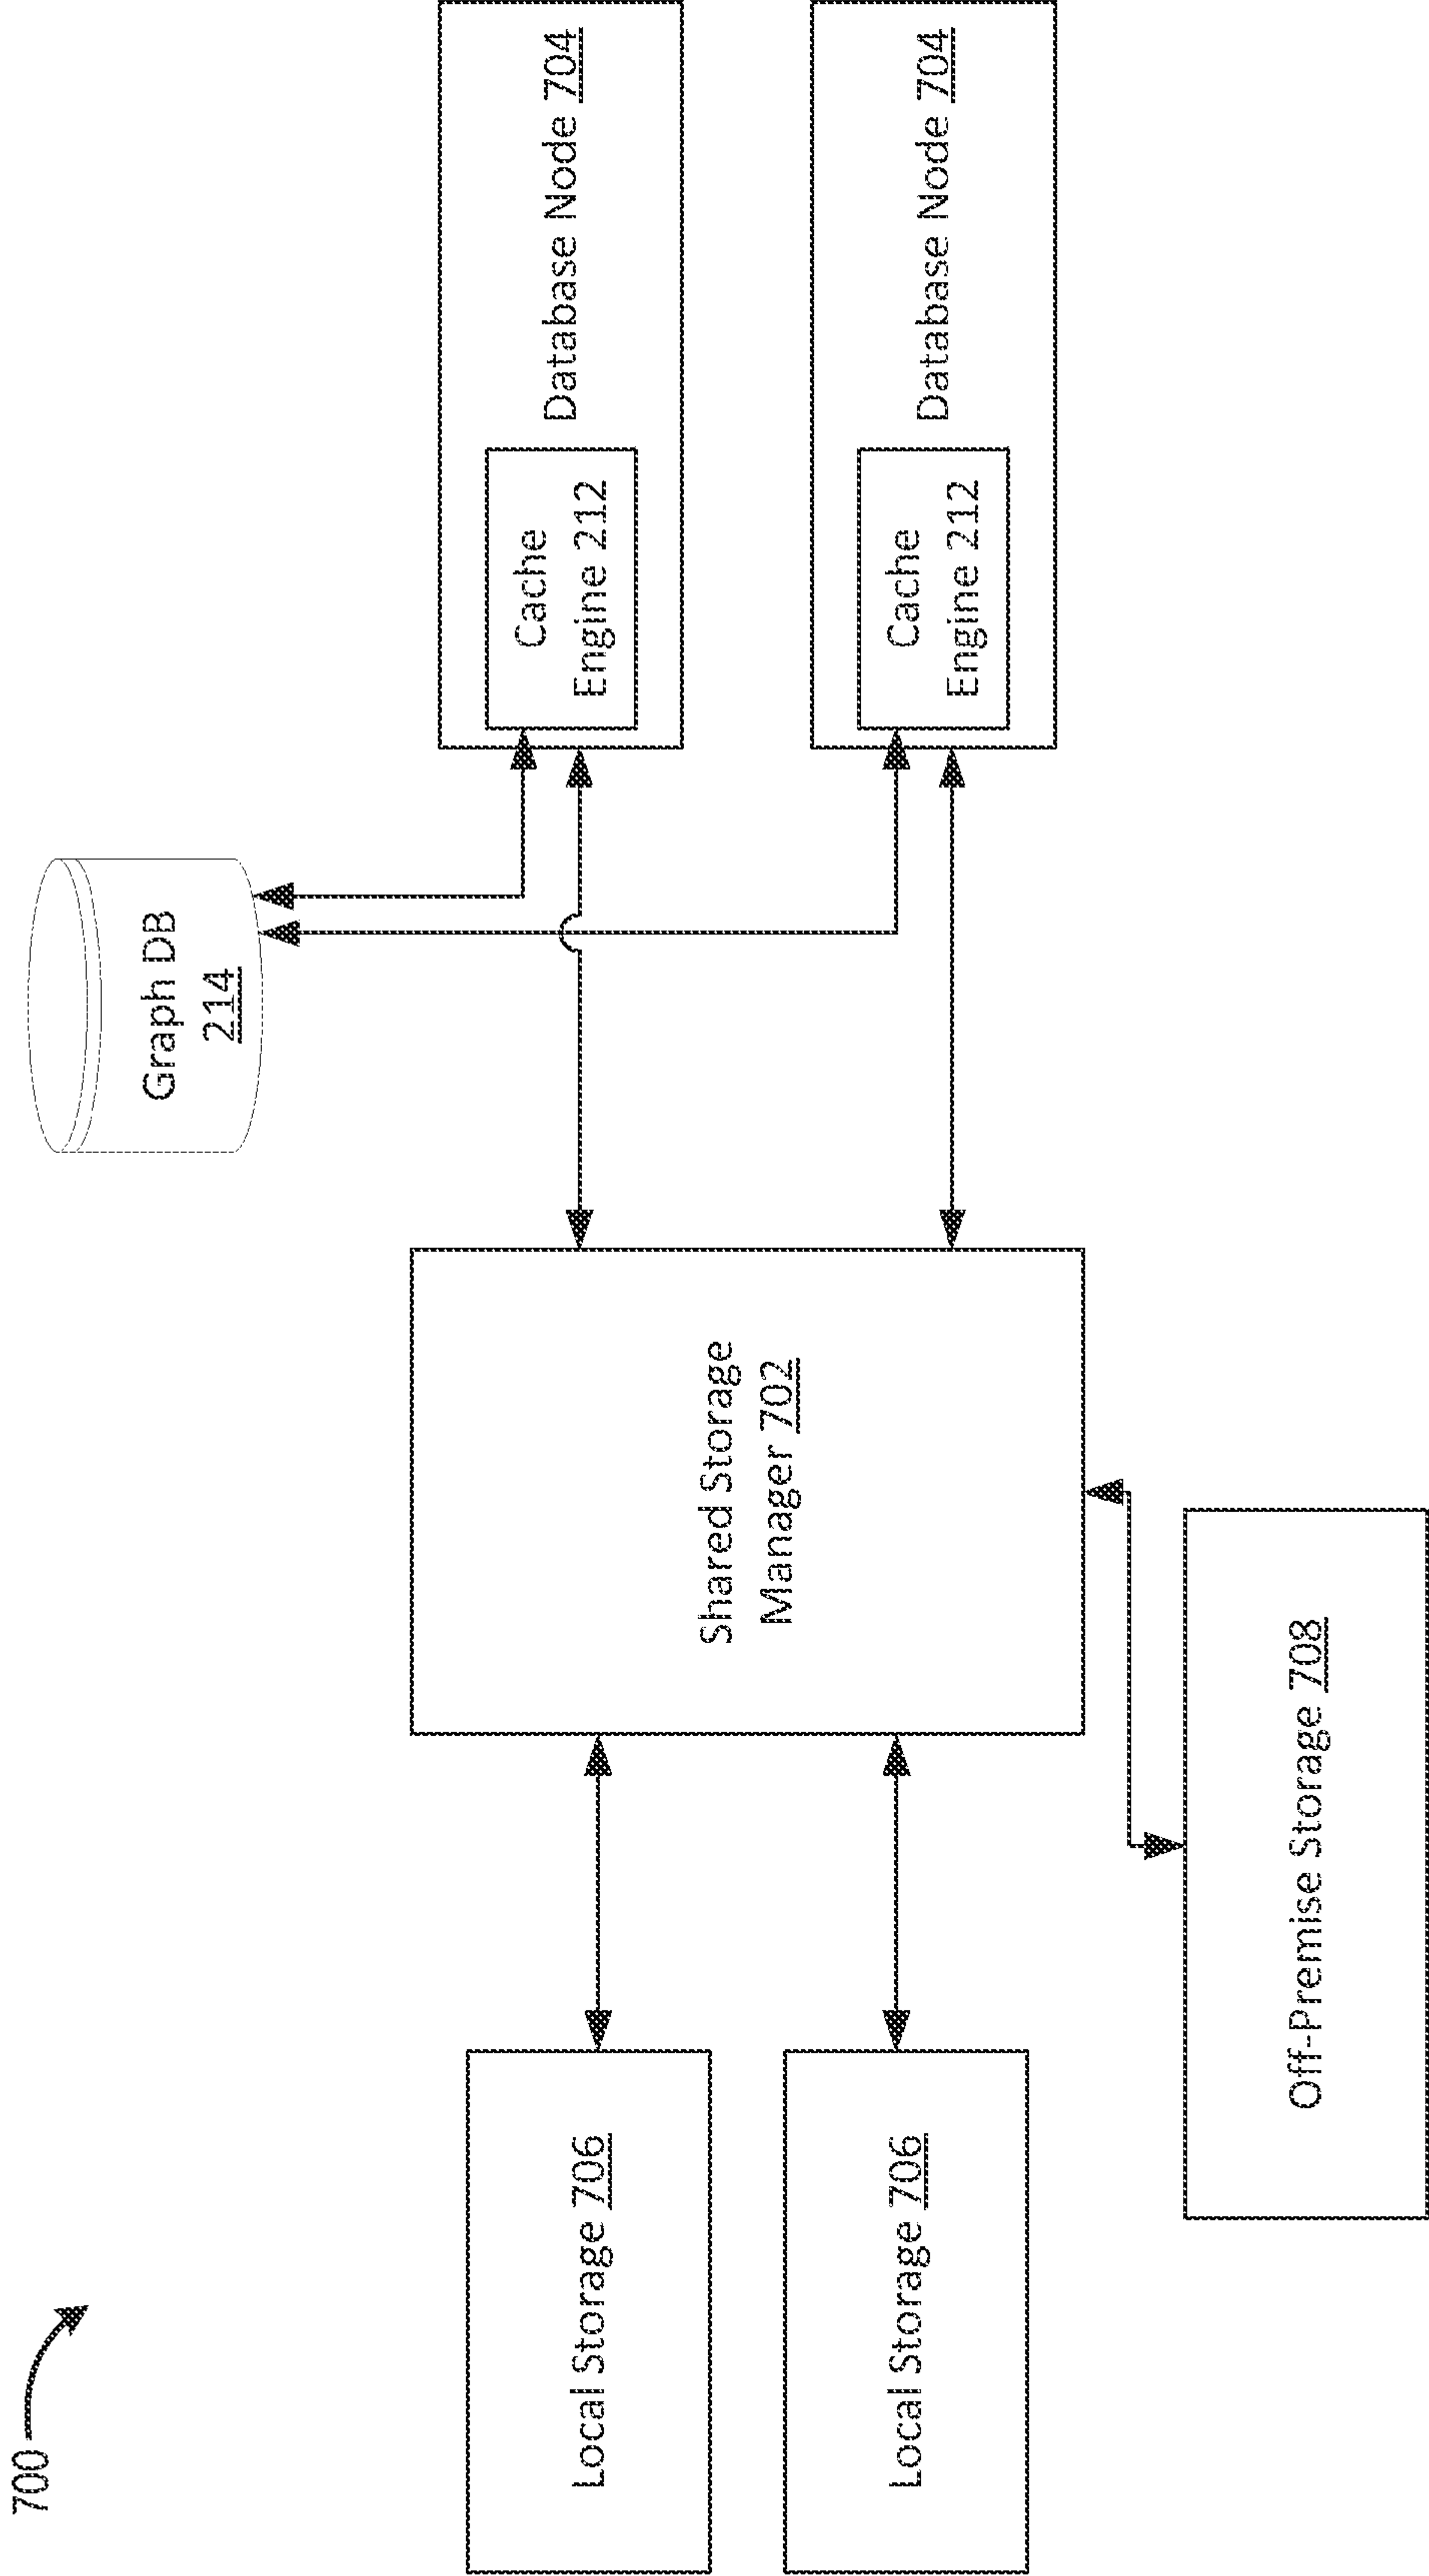 700
Graph DB
214
Local Storage 706
Shared Storage
Manager 702
Cache
Engine 212
Database Node 704
Local Storage 706
Cache
Engine 212
Database Node 704
Off-Premise Storage 708